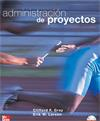 administración de
proyectos
Clifford F. Gray
Erik W. Larson